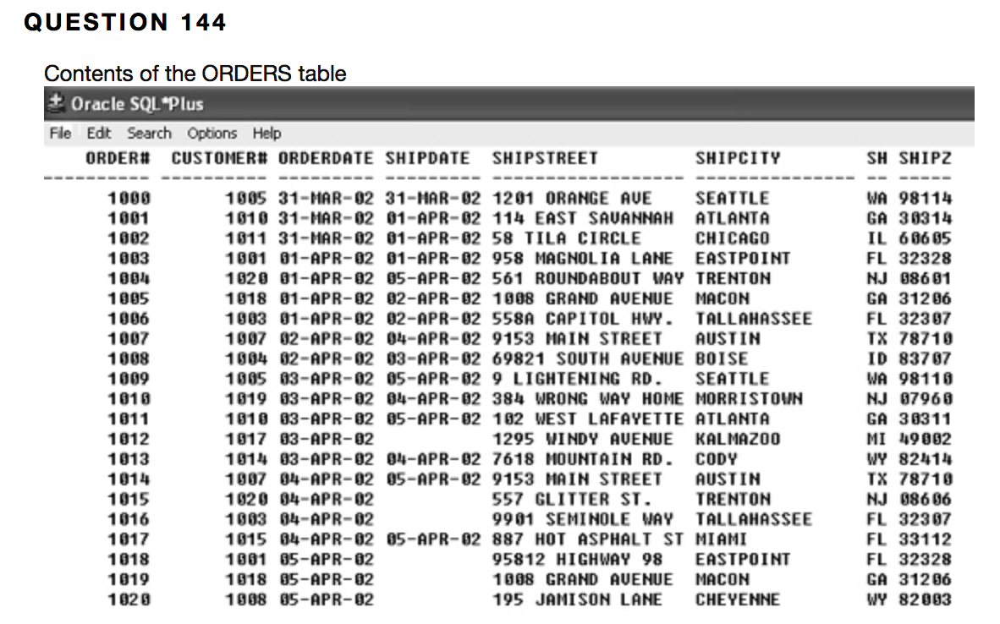 QUESTION 144
Contents of the ORDERS table
Oracle SQL*Plus
File Edit Search Options Help
ORDER# CUSTOMER# ORDERDATE SHIPDATE SHIPSTREET SHIPCITY SH SHIPZ
---------- ---------- --------- --------- ------------------ --------------- -- -----
1000 1005 31-MAR-02 31-MAR-02 1201 ORANGE AVE SEATTLE WA 98114
1001 1010 31-MAR-02 01-APR-02 114 EAST SAVANNAH ATLANTA GA 30314
1002 1011 31-MAR-02 01-APR-02 58 TILA CIRCLE CHICAGO IL 60605
1003 1001 01-APR-02 01-APR-02 958 MAGNOLIA LANE EASTPOINT FL 32328
1004 1020 01-APR-02 05-APR-02 561 ROUNDABOUT WAY TRENTON NJ 08601
1005 1018 01-APR-02 02-APR-02 1008 GRAND AVENUE MACON GA 31206
1006 1003 01-APR-02 02-APR-02 558A CAPITOL HWY. TALLAHASSEE FL 32307
1007 1007 02-APR-02 04-APR-02 9153 MAIN STREET AUSTIN TX 78710
1008 1004 02-APR-02 03-APR-02 69821 SOUTH AVENUE BOISE ID 83707
1009 1005 03-APR-02 05-APR-02 9 LIGHTENING RD. SEATTLE WA 98110
1010 1019 03-APR-02 04-APR-02 384 WRONG WAY HOME MORRISTOWN NJ 07960
1011 1010 03-APR-02 05-APR-02 102 WEST LAFAYETTE ATLANTA GA 30311
1012 1017 03-APR-02 1295 WINDY AVENUE KALMAZOO MI 49002
1013 1014 03-APR-02 04-APR-02 7618 MOUNTAIN RD. CODY WY 82414
1014 1007 04-APR-02 05-APR-02 9153 MAIN STREET AUSTIN TX 78710
1015 1020 04-APR-02 557 GLITTER ST. TRENTON NJ 08606
1016 1003 04-APR-02 9901 SEMINOLE WAY TALLAHASSEE FL 32307
1017 1015 04-APR-02 05-APR-02 887 HOT ASPHALT ST MIAMI FL 33112
1018 1001 05-APR-02 95812 HIGHWAY 98 EASTPOINT FL 32328
1019 1018 05-APR-02 1008 GRAND AVENUE MACON GA 31206
1020 1008 05-APR-02 195 JAMISON LANE CHEYENNE WY 82003